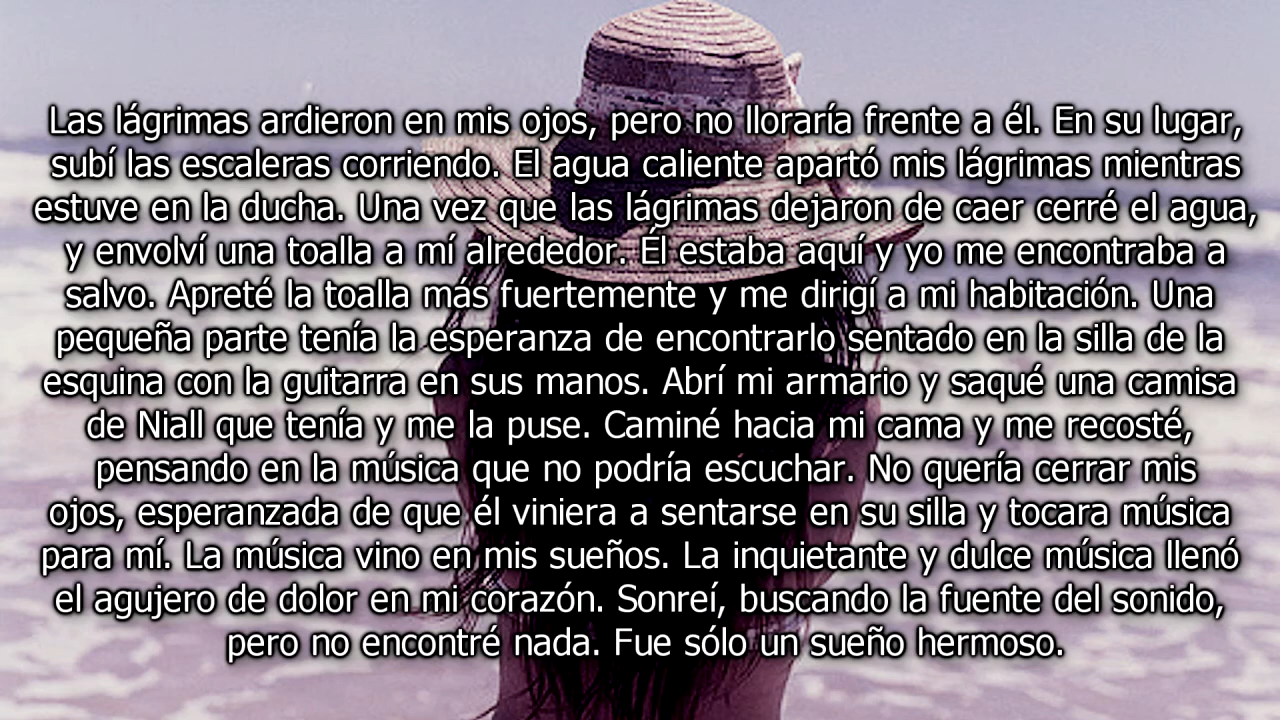 Las lágrimas ardieron en mis ojos, pero no lloraría frente a él. En su lugar,
subí las escaleras corriendo. El agua caliente apartó mis lágrimas mientras
estuve en la ducha. Una vez que las lágrimas dejaron de caer cerré el agua,
y envolví una toalla a mí alrededor. Él estaba aquí y yo me encontraba a
salvo. Apreté la toalla más fuertemente y me dirigí a mi habitación. Una
pequeña parte tenía la esperanza de encontrarlo sentado en la silla de la
esquina con la guitarra en sus manos. Abrí mi armario y saqué una camisa
de Niall que tenía y me la puse. Caminé hacia mi cama y me recosté,
pensando en la música que no podría escuchar. No quería cerrar mis
ojos, esperanzada de que él viniera a sentarse en su silla y tocara música
para mí. La música vino en mis sueños. La inquietante y dulce música llenó
el agujero de dolor en mi corazón. Sonreí, buscando la fuente del sonido,
pero no encontré nada. Fue sólo un sueño hermoso.